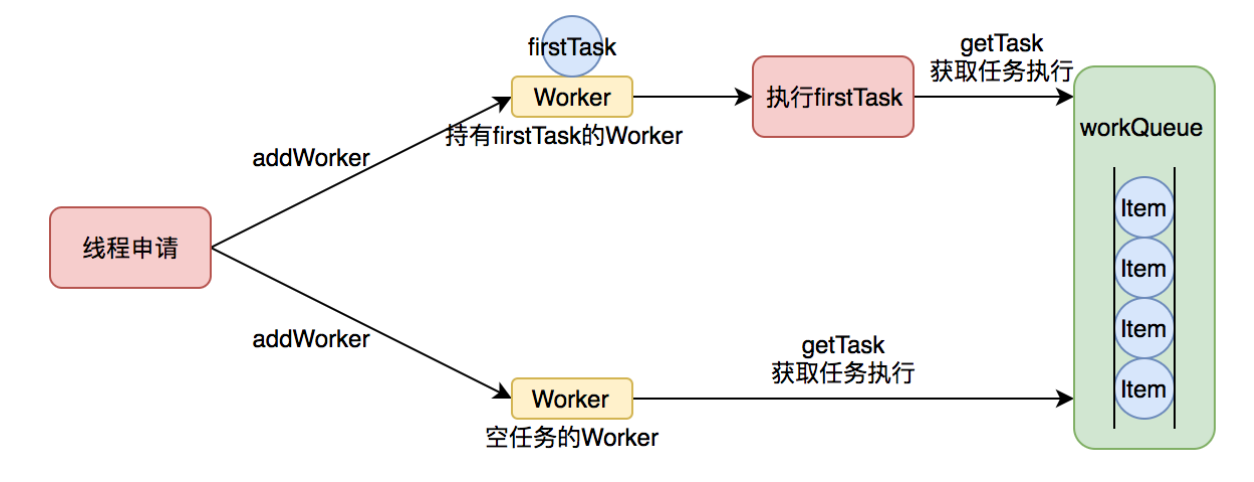 firstTask
Worker
持有firstTask的Worker
addWorker
执行firstTask
getTask
获取任务执行
workQueue
Item
Item
Item
Item
线程申请
addWorker
Worker
空任务的Worker
getTask
获取任务执行